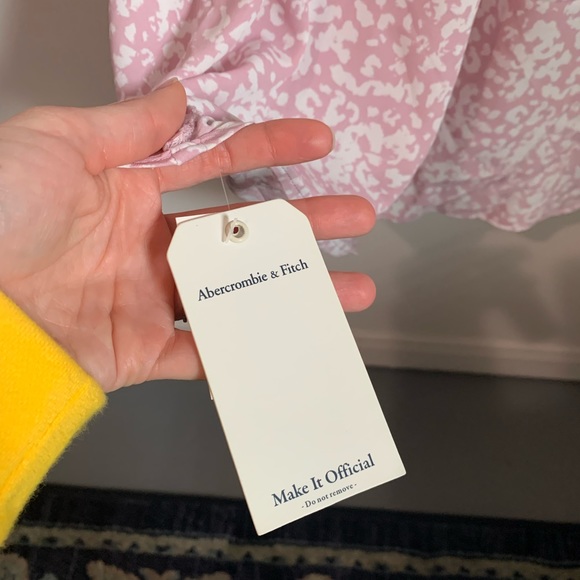 Abercrombie & Fitch
Make It Official
- Do not remove -